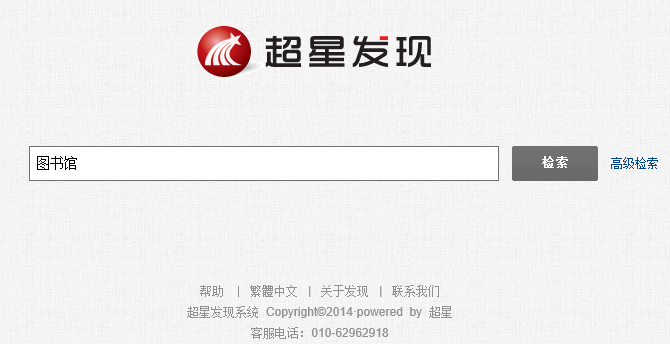 超星发现
图书馆
检索
高级检索
帮助 | 繁體中文 | 关于发现 | 联系我们
超星发现系统 Copyright©2014·powered by 超星
客服电话：010-62962918